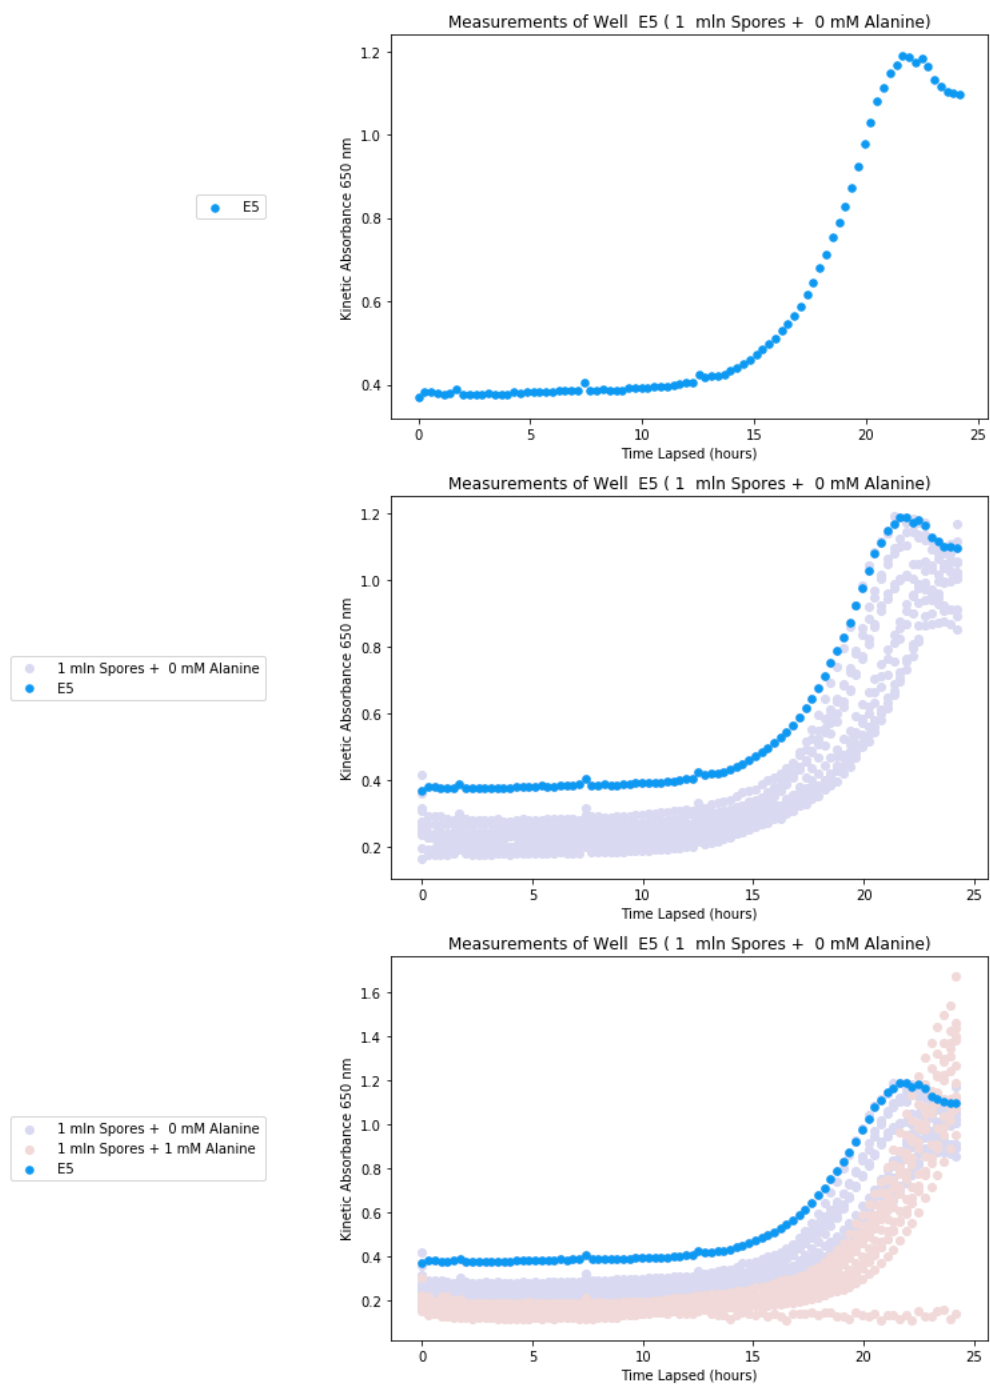 Measurements of Well  E5 ( 1  mln Spores +  0 mM Alanine)
1.2
1.0
0.8
0.6
0.4
Kinetic Absorbance 650 nm
E5
0
5
10
15
20
25
Time Lapsed (hours)
Measurements of Well  E5 ( 1  mln Spores +  0 mM Alanine)
1.2
1.0
0.8
0.6
0.4
0.2
Kinetic Absorbance 650 nm
1 mln Spores +  0 mM Alanine
E5
0
5
10
15
20
25
Time Lapsed (hours)
Measurements of Well  E5 ( 1  mln Spores +  0 mM Alanine)
1.6
1.4
1.2
1.0
0.8
0.6
0.4
0.2
Kinetic Absorbance 650 nm
1 mln Spores +  0 mM Alanine
1 mln Spores + 1 mM Alanine
E5
0
5
10
15
20
25
Time Lapsed (hours)